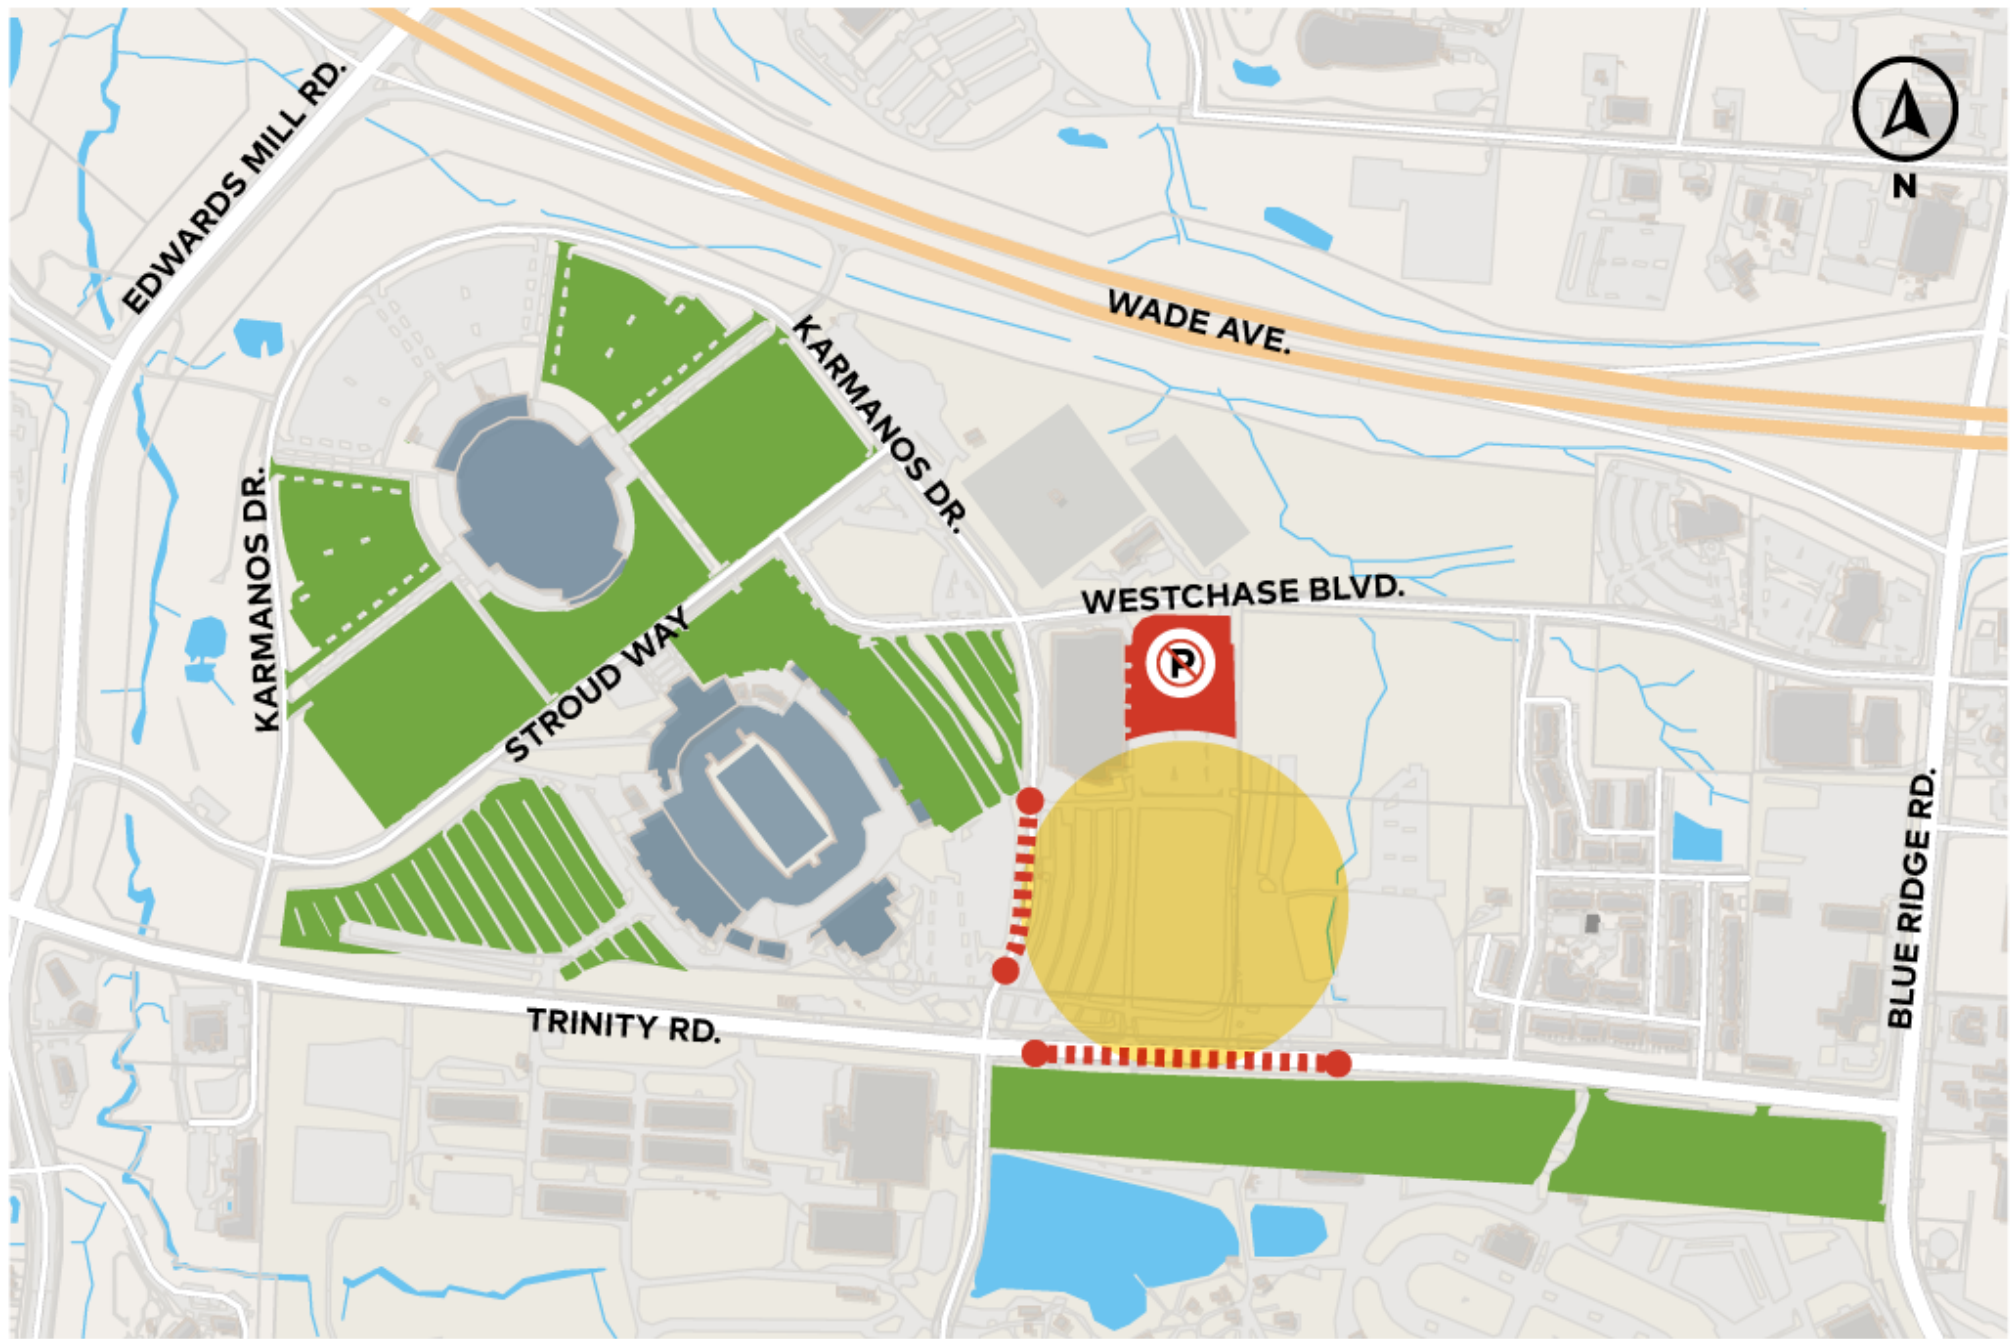 EDWARDS MILL RD.
N
WADE AVE.
KARMANOS DR.
KARMANOS DR.
WESTCHASE BLVD.
STROUD WAY
P
BLUE RIDGE RD.
TRINITY RD.